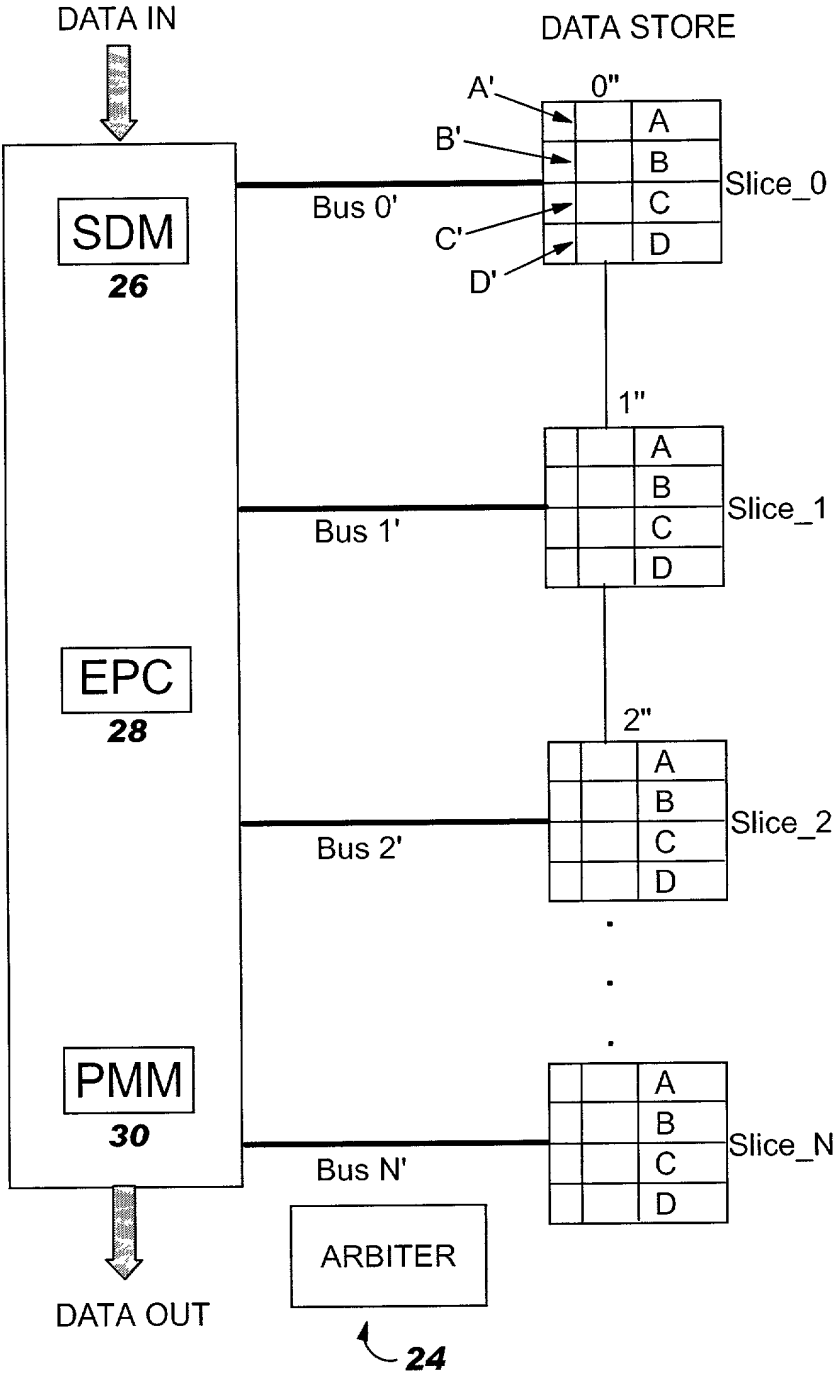 DATA IN
DATA STORE
0"
A'
A
B'
B
Slice_0
SDM
Bus 0'
C'
C
26
D'
D
1"
A
B
Slice_1
Bus 1'
C
D
EPC
28
2"
A
B
Slice_2
Bus 2'
C
D
.
.
.
PMM
30
A
B
Slice_N
Bus N'
C
D
ARBITER
DATA OUT
24